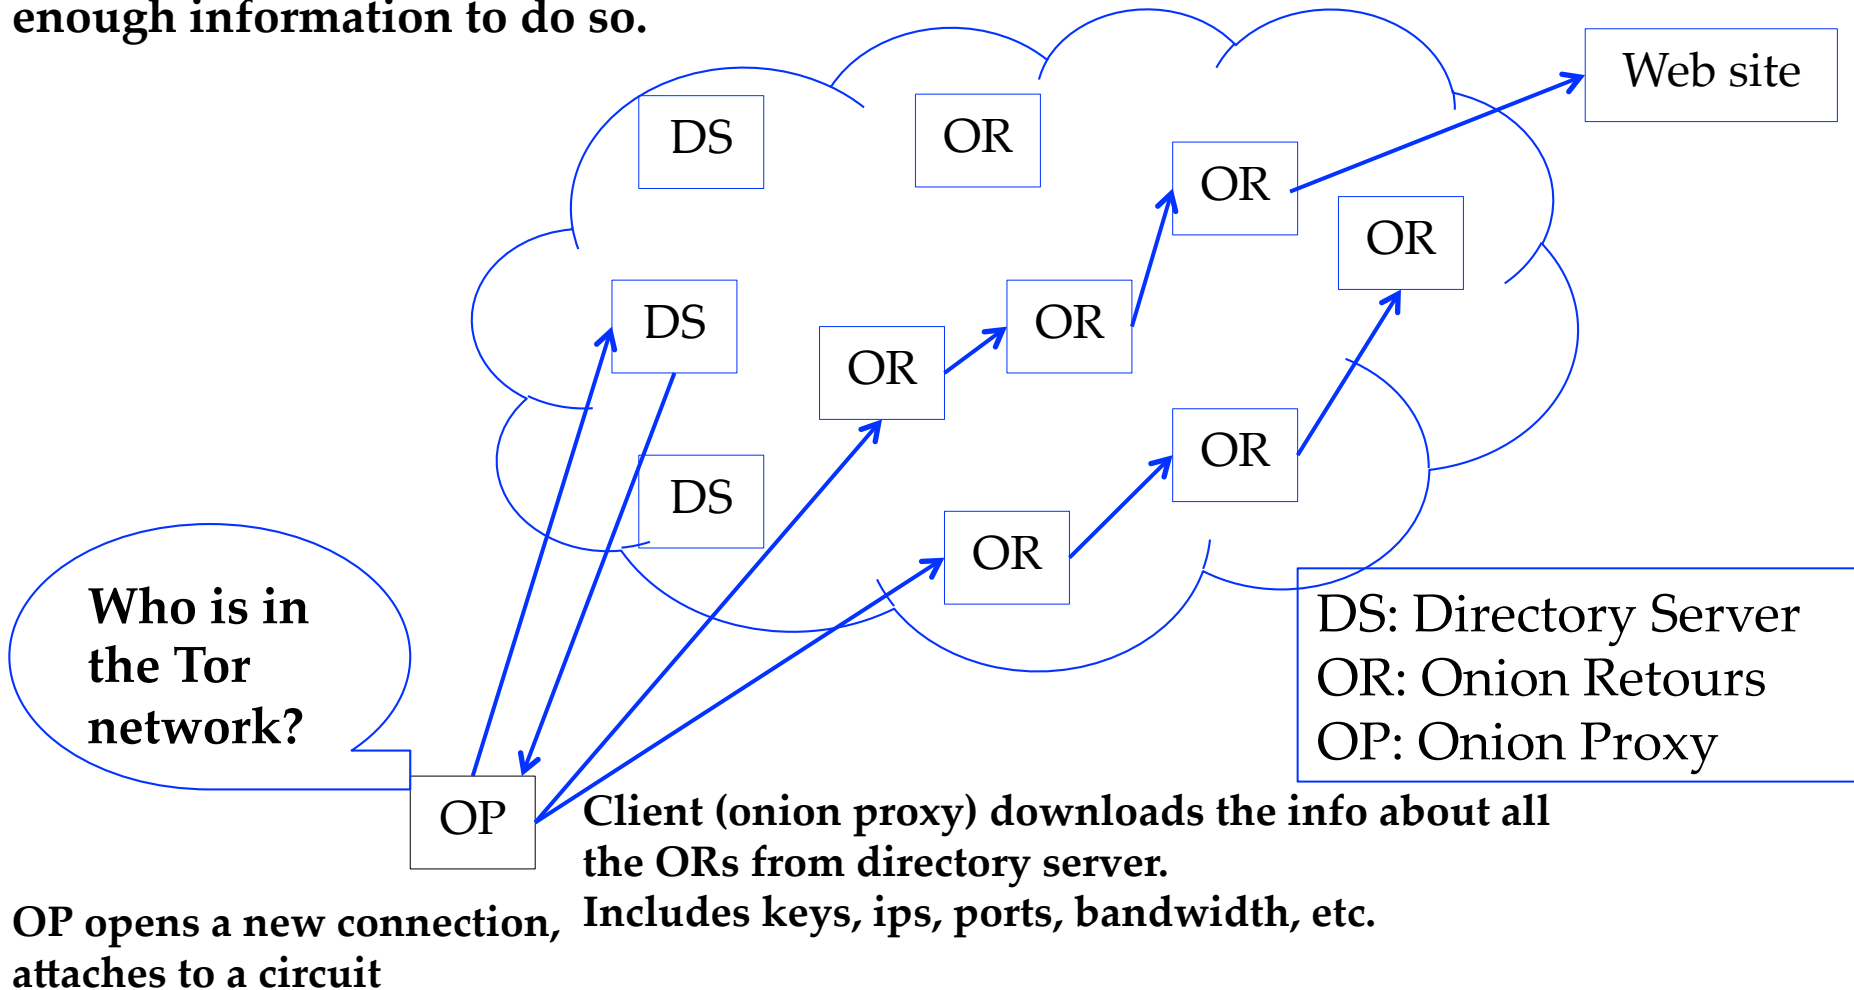 enough information to do so.
Web site
DS
OR
OR
OR
DS
OR
OR
OR
DS
OR
Who is in
the Tor
network?
DS: Directory Server
OR: Onion Retours
OP: Onion Proxy
OP
Client (onion proxy) downloads the info about all
the ORs from directory server.
Includes keys, ips, ports, bandwidth, etc.
OP opens a new connection,
attaches to a circuit